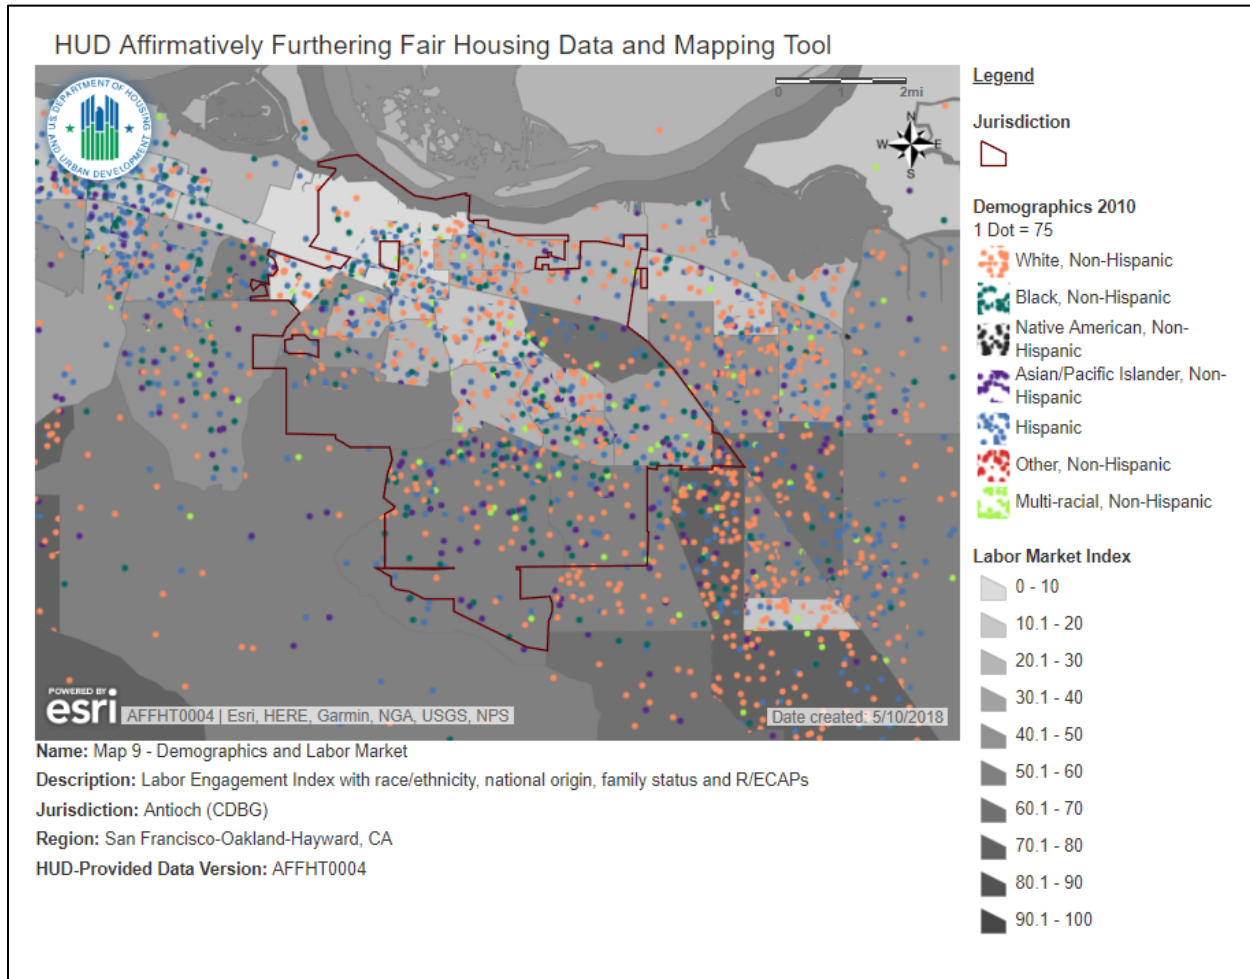 HUD Affirmatively Furthering Fair Housing Data and Mapping Tool
U.S. DEPARTMENT OF HOUSING
AND URBAN DEVELOPMENT
0 1 2mi
N
W E
S
POWERED BY
esri
AFFHT0004 | Esri, HERE, Garmin, NGA, USGS, NPS
Date created: 5/10/2018
Legend
Jurisdiction
Demographics 2010
1 Dot = 75
White, Non-Hispanic
Black, Non-Hispanic
Native American, Non-
Hispanic
Asian/Pacific Islander, Non-
Hispanic
Hispanic
Other, Non-Hispanic
Multi-racial, Non-Hispanic
Labor Market Index
0 - 10
10.1 - 20
20.1 - 30
30.1 - 40
40.1 - 50
50.1 - 60
60.1 - 70
70.1 - 80
80.1 - 90
90.1 - 100
Name: Map 9 - Demographics and Labor Market
Description: Labor Engagement Index with race/ethnicity, national origin, family status and R/ECAPs
Jurisdiction: Antioch (CDBG)
Region: San Francisco-Oakland-Hayward, CA
HUD-Provided Data Version: AFFHT0004